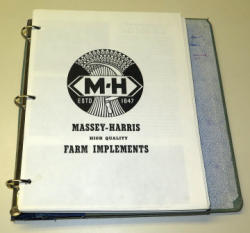 M-H
ESTD 1847
MASSEY-HARRIS
HIGH QUALITY
FARM IMPLEMENTS